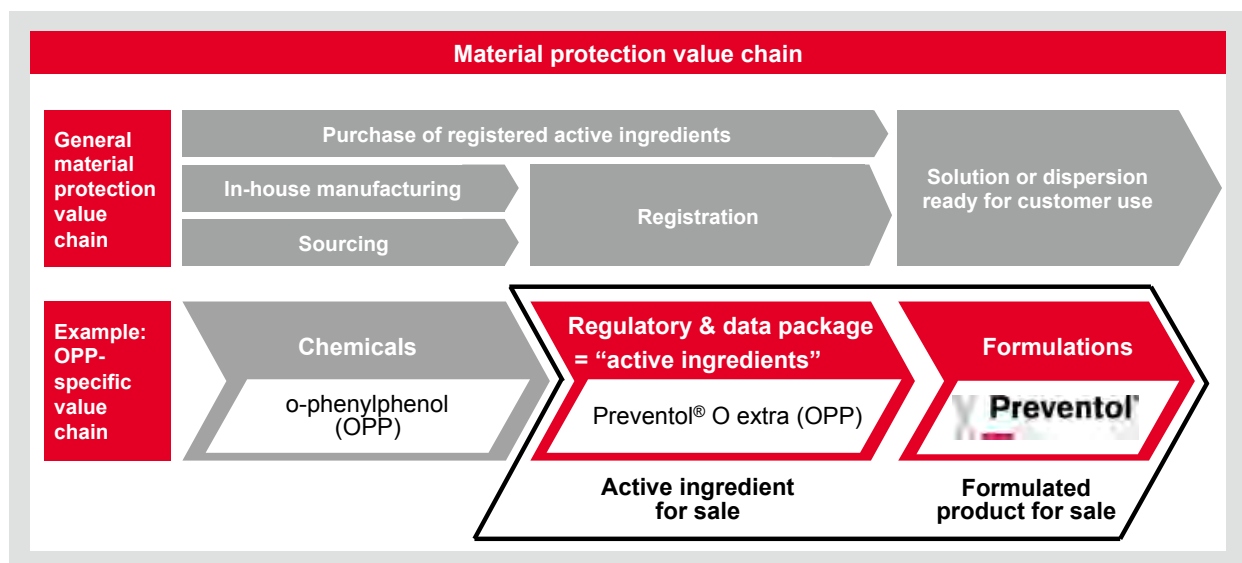 Material protection value chain
General
material
protection
value
chain
Purchase of registered active ingredients
In-house manufacturing
Sourcing
Registration
Solution or dispersion
ready for customer use
Example:
OPP-
specific
value
chain
Chemicals
o-phenylphenol
(OPP)
Regulatory & data package
= “active ingredients”
Preventol® O extra (OPP)
Formulations
Preventol
Active ingredient
for sale
Formulated
product for sale